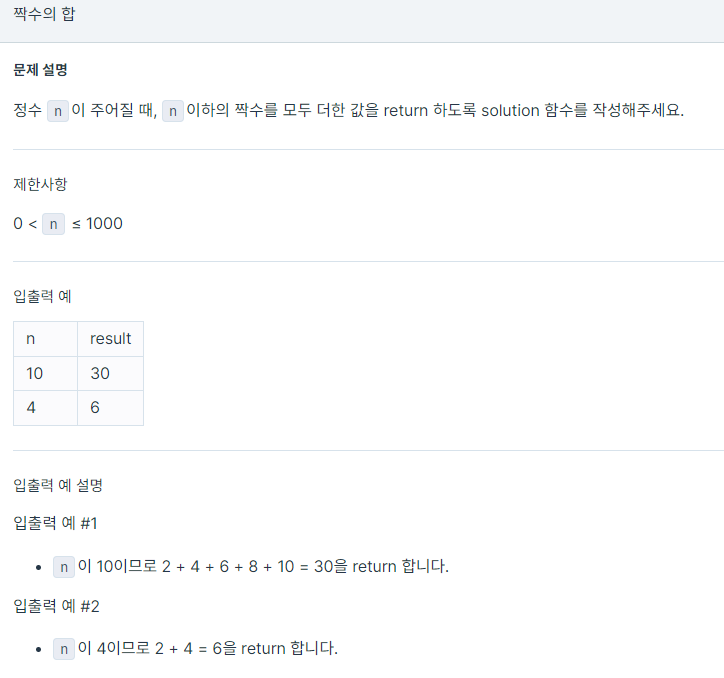 짝수의 합
문제 설명
정수 n 이 주어질 때, n 이하의 짝수를 모두 더한 값을 return 하도록 solution 함수를 작성해주세요.
제한사항
0 < n ≤ 1000
입출력 예
n result
10 30
4 6
입출력 예 설명
입출력 예 #1
• n 이 10이므로 2 + 4 + 6 + 8 + 10 = 30을 return 합니다.
입출력 예 #2
• n 이 4이므로 2 + 4 = 6을 return 합니다.